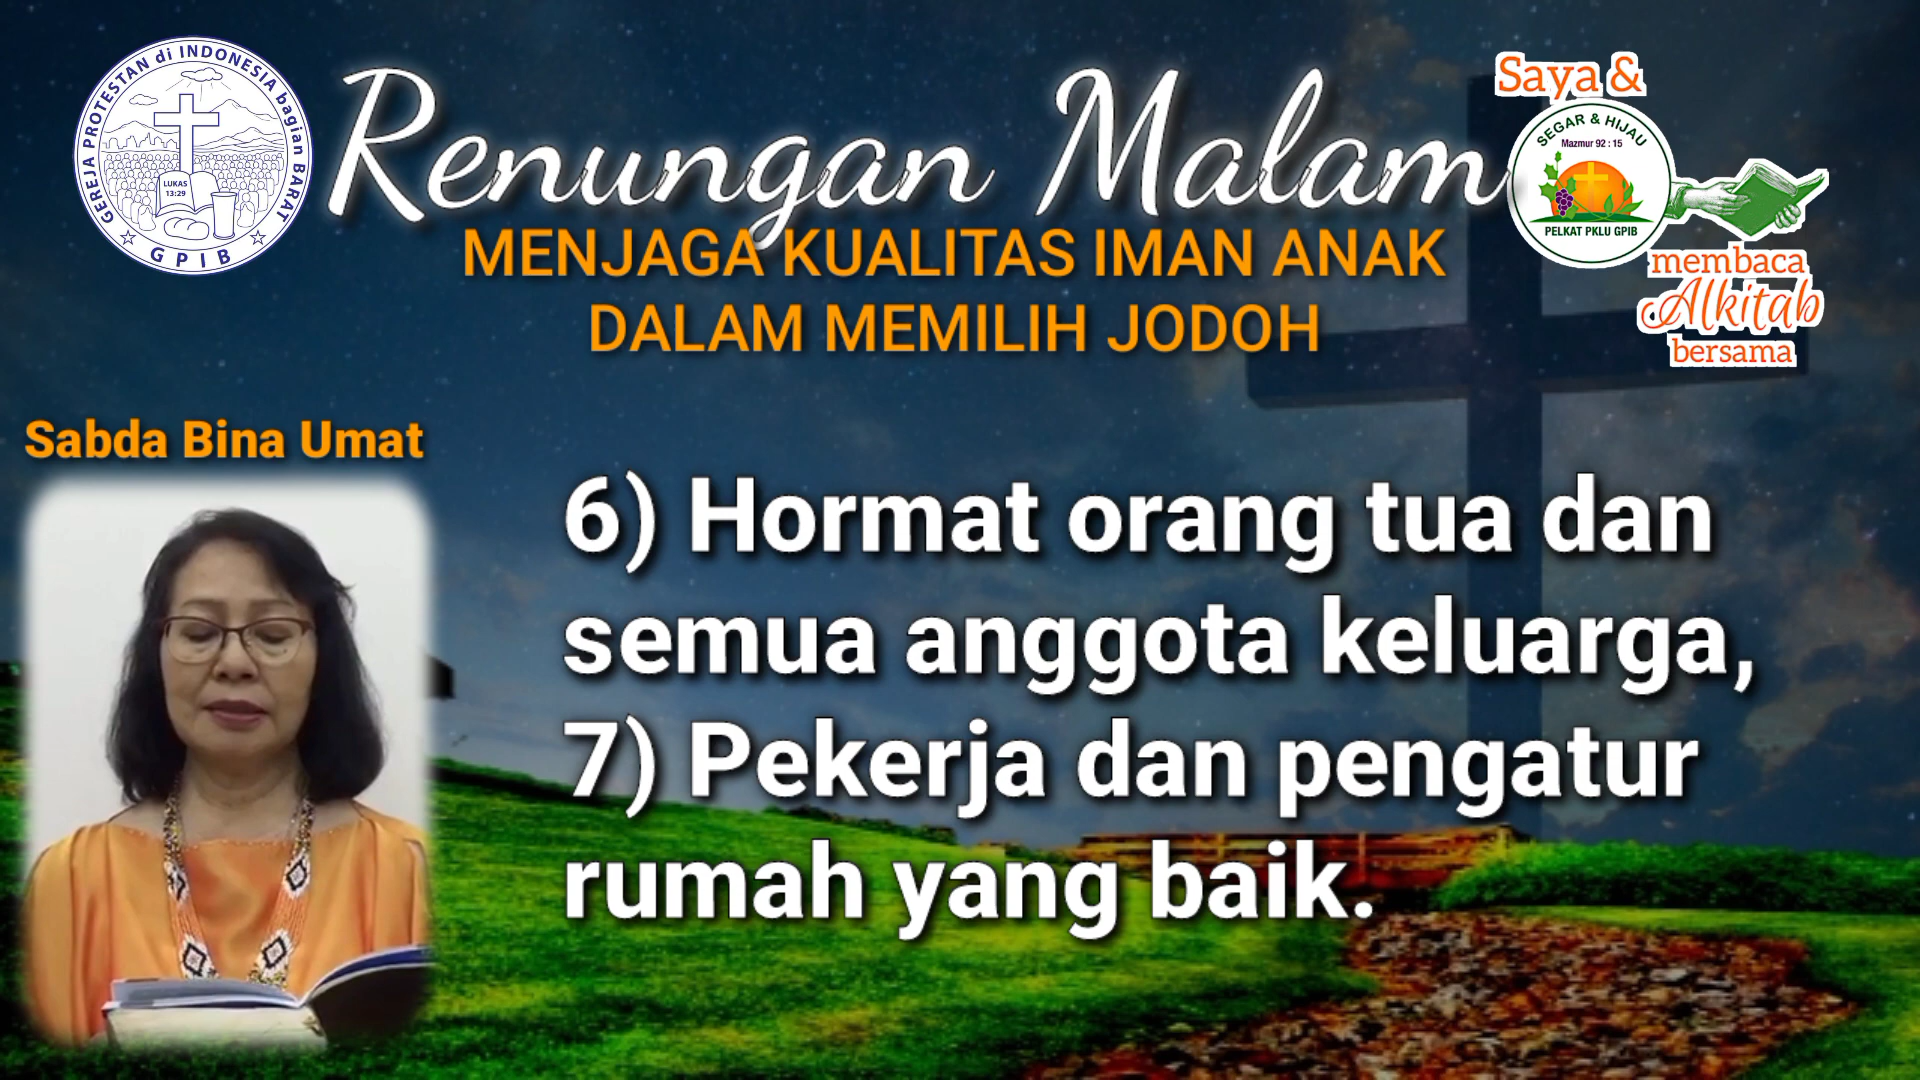 GEREJA PROTESTAN di INDONESIA bagian BARAT
LUKAS
13:29
GPIB
Renungan Malam
MENJAGA KUALITAS IMAN ANAK
DALAM MEMILIH JODOH
Saya &
SEGAR & HIJAU
Mazmur 92 : 15
PELKAT PKLU GPIB
membaca
Alkitab
bersama
Sabda Bina Umat
6) Hormat orang tua dan
semua anggota keluarga,
7) Pekerja dan pengatur
rumah yang baik.